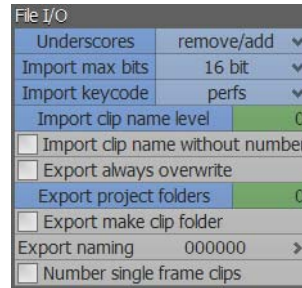 File I/O
Underscores remove/add
Import max bits 16 bit
Import keycode perfs
Import clip name level 0
Import clip name without number
Export always overwrite
Export project folders 0
Export make clip folder
Export naming 000000
Number single frame clips